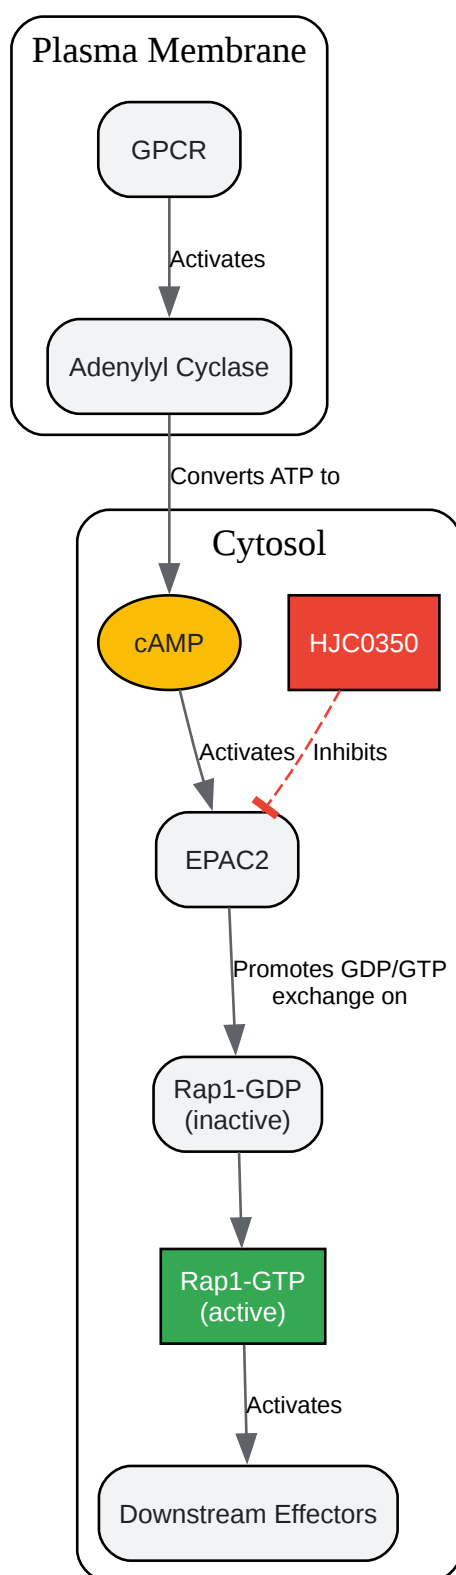 Plasma Membrane
GPCR
Activates
Adenylyl Cyclase
Converts ATP to
Cytosol
cAMP
HJC0350
Activates
Inhibits
EPAC2
Promotes GDP/GTP
exchange on
Rap1-GDP
(inactive)
Rap1-GTP
(active)
Activates
Downstream Effectors